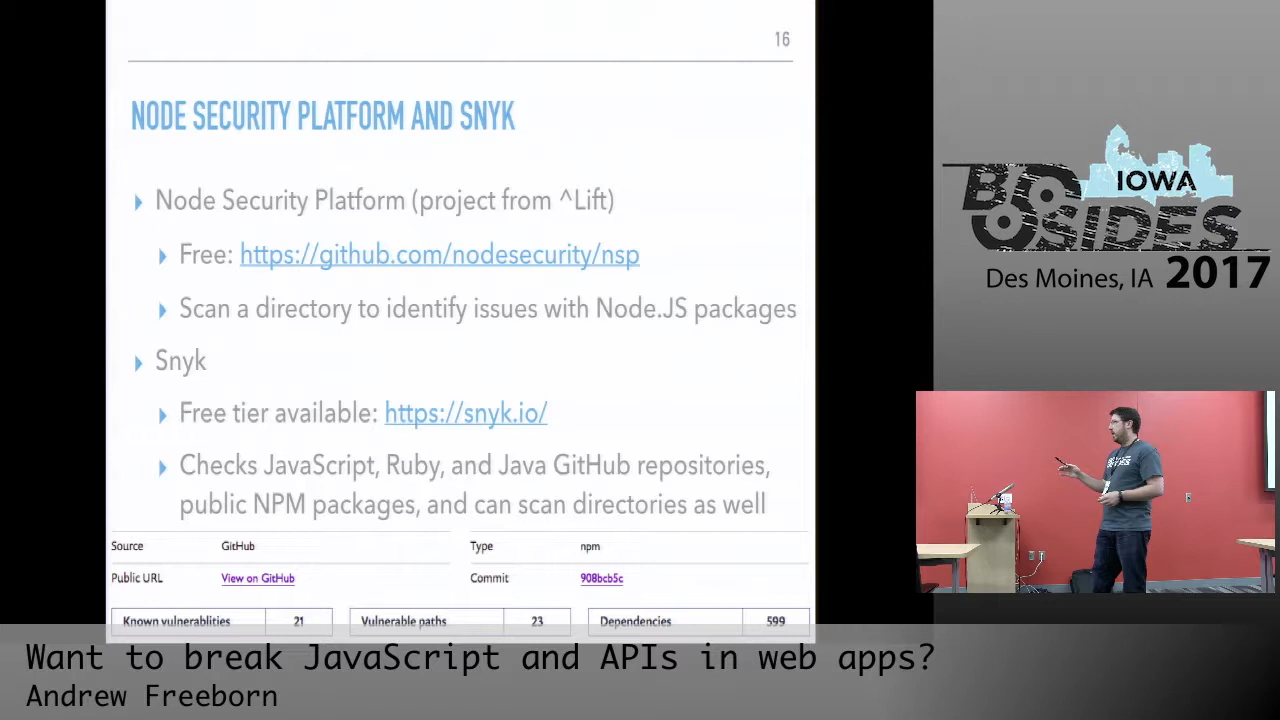 16
NODE SECURITY PLATFORM AND SNYK
Node Security Platform (project from ^Lift)
Free: https://github.com/nodesecurity/nsp
Scan a directory to identify issues with Node.JS packages
Snyk
Free tier available: https://snyk.io/
Checks JavaScript, Ruby, and Java GitHub repositories,
public NPM packages, and can scan directories as well
Source GitHub Type npm
Public URL View on GitHub Commit 908bcb5c
Known vulnerablities 21 Vulnerable paths 23 Dependencies 599
IOWA
BSIDES
Des Moines, IA 2017
Want to break JavaScript and APIs in web apps?
Andrew Freeborn